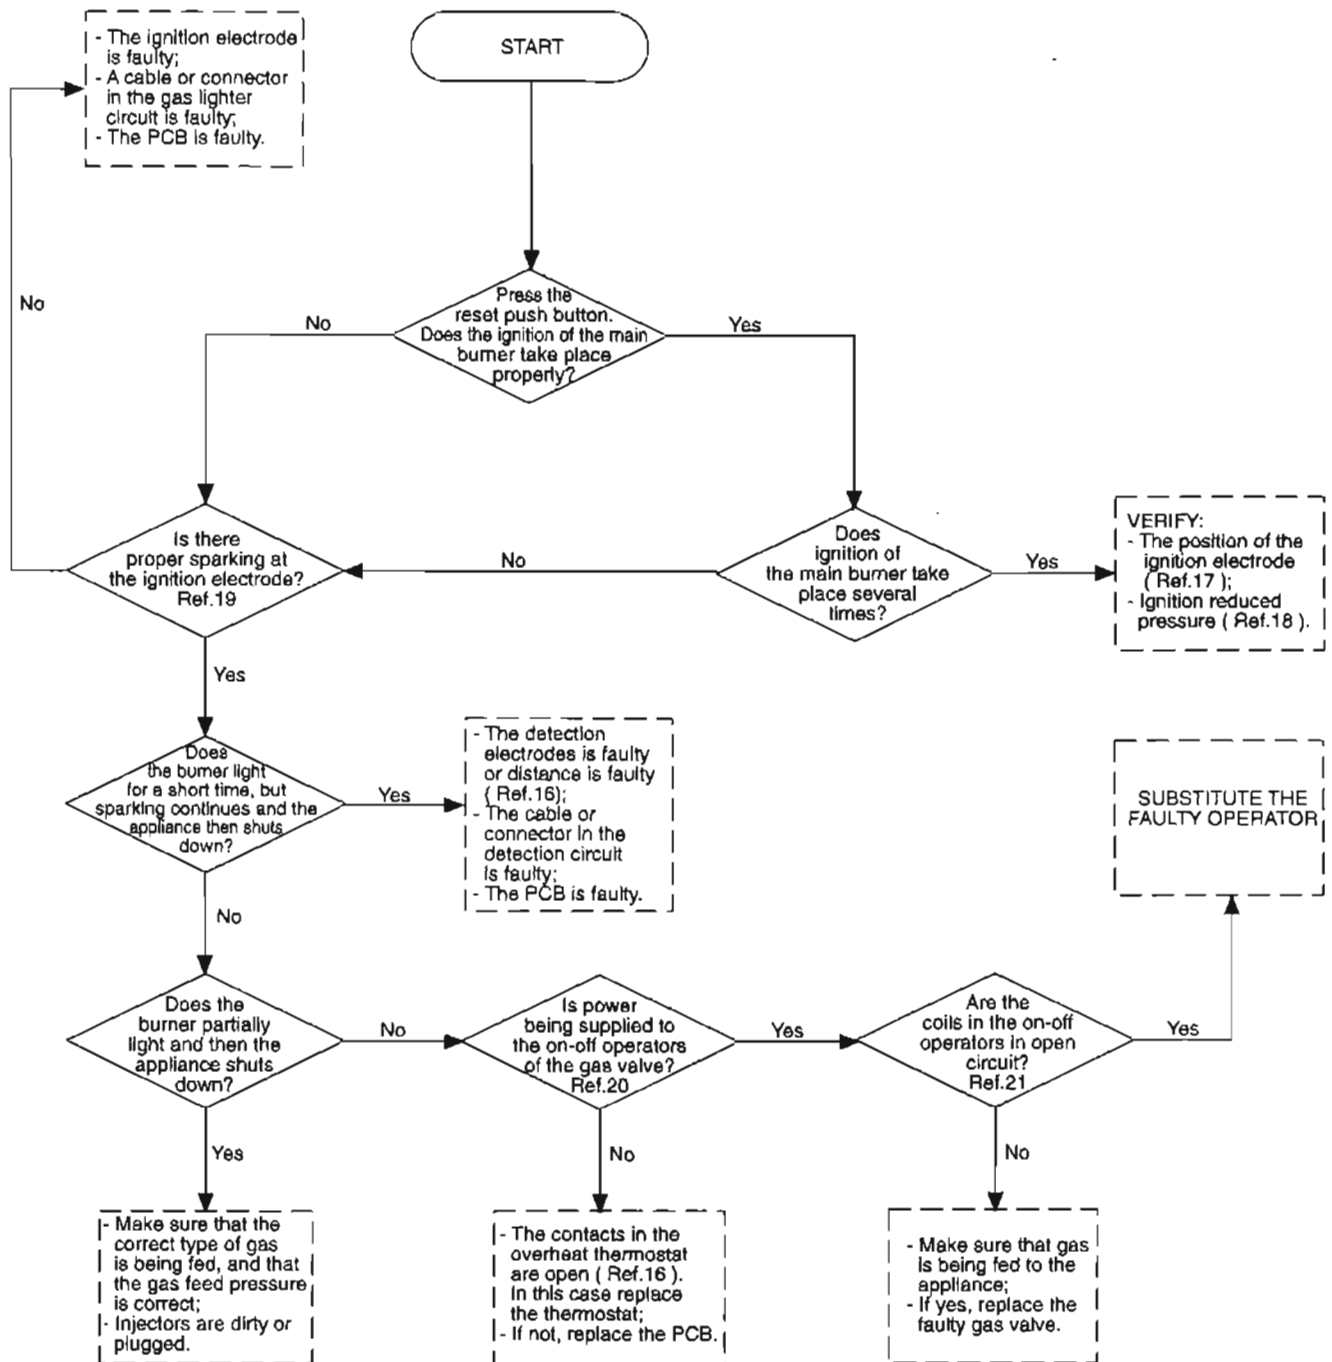 - The ignition electrode
is faulty;
- A cable or connector
in the gas lighter
circuit is faulty;
- The PCB is faulty.
START
No
Press the
reset push button.
Does the ignition of the main
burner take place
properly?
No
Yes
Is there
proper sparking at
the ignition electrode?
Ref.19
No
Does
ignition of
the main burner take
place several
times?
Yes
VERIFY:
- The position of the
ignition electrode
( Ref.17 );
- Ignition reduced
pressure ( Ref.18 ).
Yes
Does
the burner light
for a short time, but
sparking continues and the
appliance then shuts
down?
Yes
- The detection
electrodes is faulty
or distance is faulty
( Ref.16);
- The cable or
connector in the
detection circuit
is faulty;
- The PCB is faulty.
SUBSTITUTE THE
FAULTY OPERATOR
No
Does the
burner partially
light and then the
appliance shuts
down?
No
Is power
being supplied to
the on-off operators
of the gas valve?
Ref.20
Yes
Are the
coils in the on-off
operators in open
circuit?
Ref.21
Yes
Yes
No
No
- Make sure that the
correct type of gas
is being fed, and that
the gas feed pressure
is correct;
- Injectors are dirty or
plugged.
- The contacts in the
overheat thermostat
are open ( Ref.16 ).
In this case replace
the thermostat;
- If not, replace the PCB.
- Make sure that gas
is being fed to the
appliance;
- If yes, replace the
faulty gas valve.